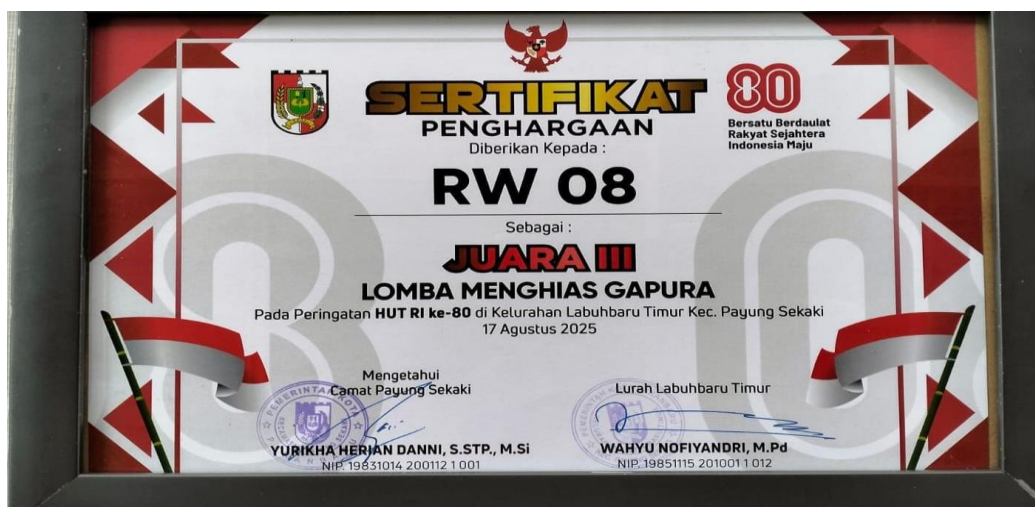 SERTIFIKAT
PENGHARGAAN
Diberikan Kepada :
80
Bersatu Berdaulat
Rakyat Sejahtera
Indonesia Maju
RW 08
Sebagai :
JUARA III
LOMBA MENGHIAS GAPURA
Pada Peringatan HUT RI ke-80 di Kelurahan Labuhbaru Timur Kec. Payung Sekaki
17 Agustus 2025
Mengetahui
Camat Payung Sekaki
YURIKHA HERIAN DANNI, S.STP., M.Si
NIP. 19831014 200112 1 001
Lurah Labuhbaru Timur
WAHYU NOFIYANDRI, M.Pd
NIP. 19851115 201001 1 012